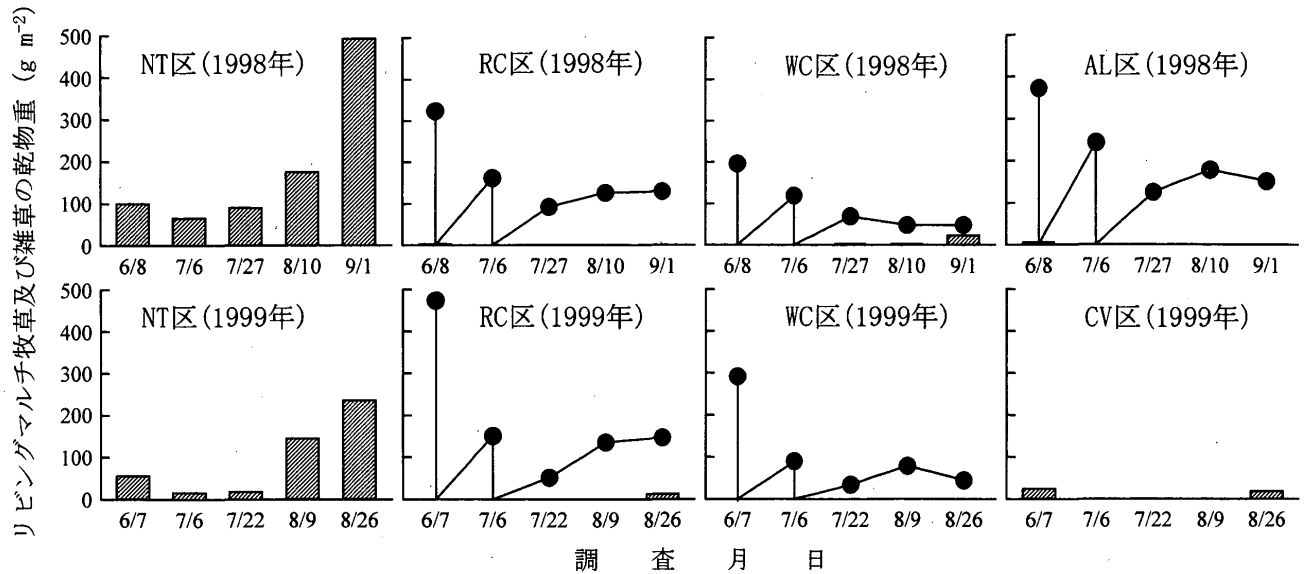 リビングマルチ牧草及び雑草の乾物重 (g m⁻²)
NT区(1998年) RC区(1998年) WC区(1998年) AL区(1998年)
500
400
300
200
100
0
6/8 7/6 7/27 8/10 9/1 6/8 7/6 7/27 8/10 9/1 6/8 7/6 7/27 8/10 9/1 6/8 7/6 7/27 8/10 9/1
NT区(1999年) RC区(1999年) WC区(1999年) CV区(1999年)
500
400
300
200
100
0
6/7 7/6 7/22 8/9 8/26 6/7 7/6 7/22 8/9 8/26 6/7 7/6 7/22 8/9 8/26 6/7 7/6 7/22 8/9 8/26
調 査 月 日